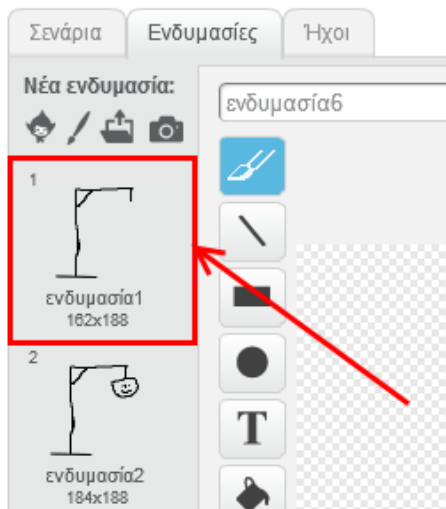 Σενάρια Ενδυμασίες Ήχοι
Νέα ενδυμασία:
ενδυμασία6
1
ενδυμασία1
162x188
2
ενδυμασία2
184x188
T